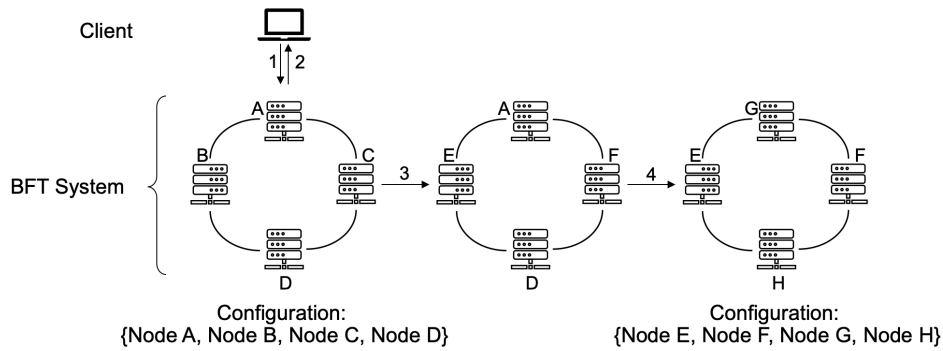 Client
1 2
A
A
G
B
C
E
F
E
F
BFT System
3
4
D
D
H
Configuration:
{Node A, Node B, Node C, Node D}
Configuration:
{Node E, Node F, Node G, Node H}